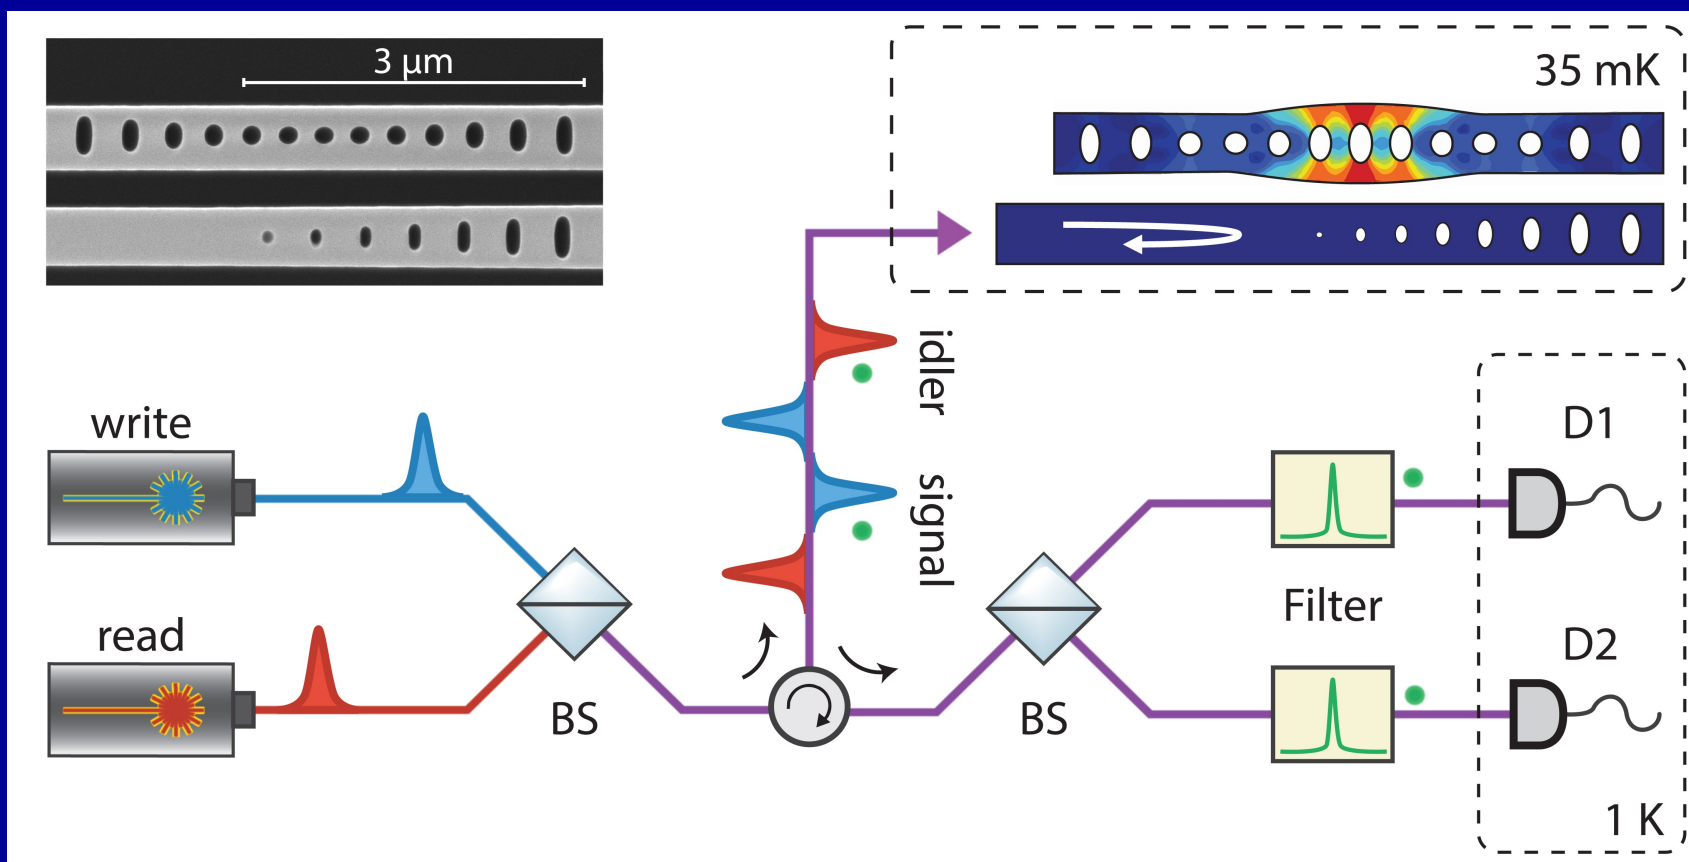 3 μm
35 mK
idler
signal
write
read
BS
BS
Filter
D1
D2
1 K